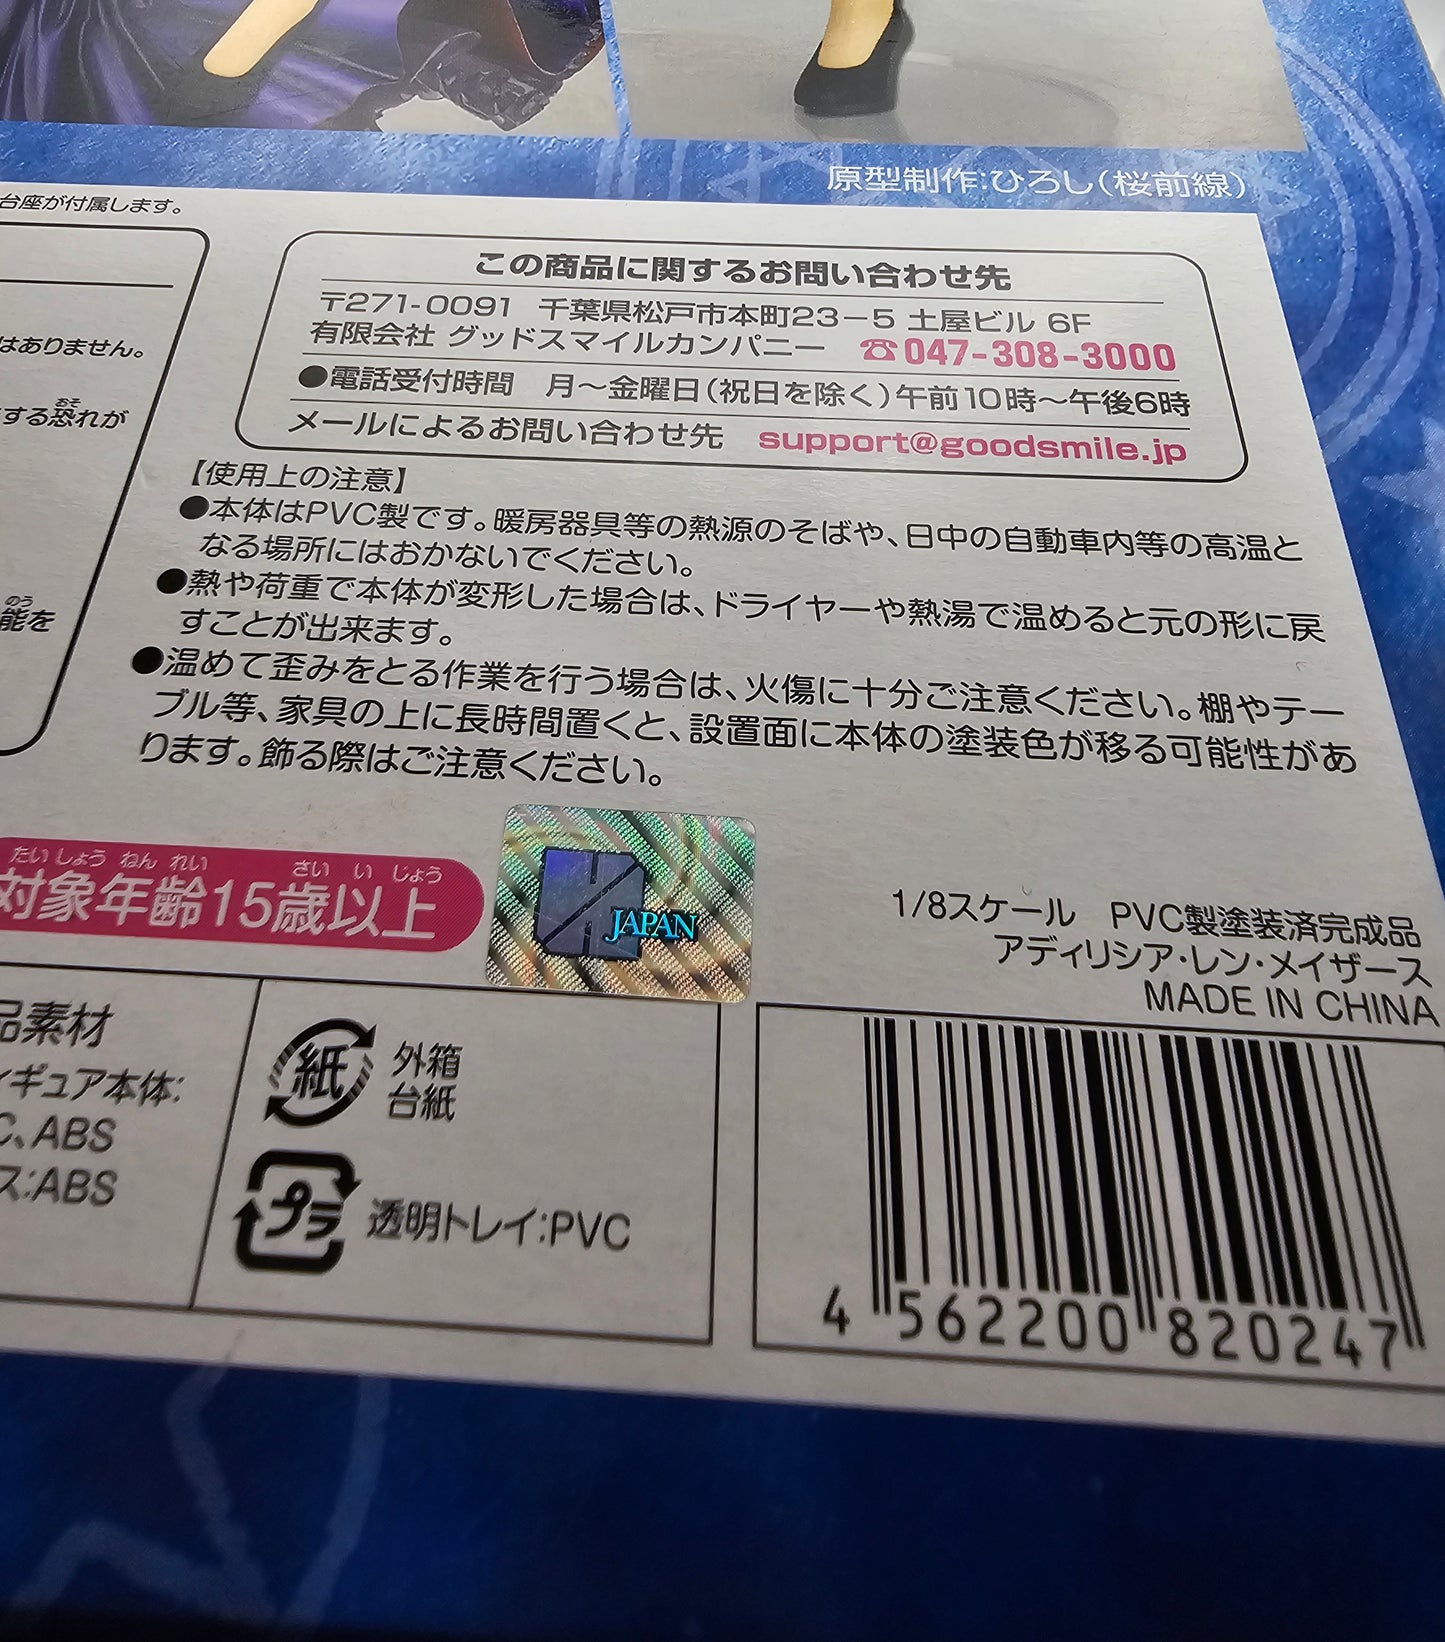 原型制作:ひろし(桜前線)
台座が付属します。
はありません。
する恐れが
おそ
のう
能を
この商品に関するお問い合わせ先
〒271-0091 千葉県松戸市本町23-5 土屋ビル 6F
有限会社 グッドスマイルカンパニー ☎047-308-3000
●電話受付時間 月〜金曜日(祝日を除く)午前10時〜午後6時
メールによるお問い合わせ先 support@goodsmile.jp
【使用上の注意】
●本体はPVC製です。暖房器具等の熱源のそばや、日中の自動車内等の高温と
なる場所にはおかないでください。
●熱や荷重で本体が変形した場合は、ドライヤーや熱湯で温めると元の形に戻
すことが出来ます。
●温めて歪みをとる作業を行う場合は、火傷に十分ご注意ください。棚やテー
ブル等、家具の上に長時間置くと、設置面に本体の塗装色が移る可能性があ
ります。飾る際はご注意ください。
たいしょう ねん れい さい い じょう
対象年齢15歳以上
JAPAN
1/8スケール PVC製塗装済完成品
アディリシア・レン・メイザース
MADE IN CHINA
品素材
ィギュア本体:
C、ABS
ス:ABS
紙 外箱
台紙
プラ 透明トレイ:PVC
4 562200 820247